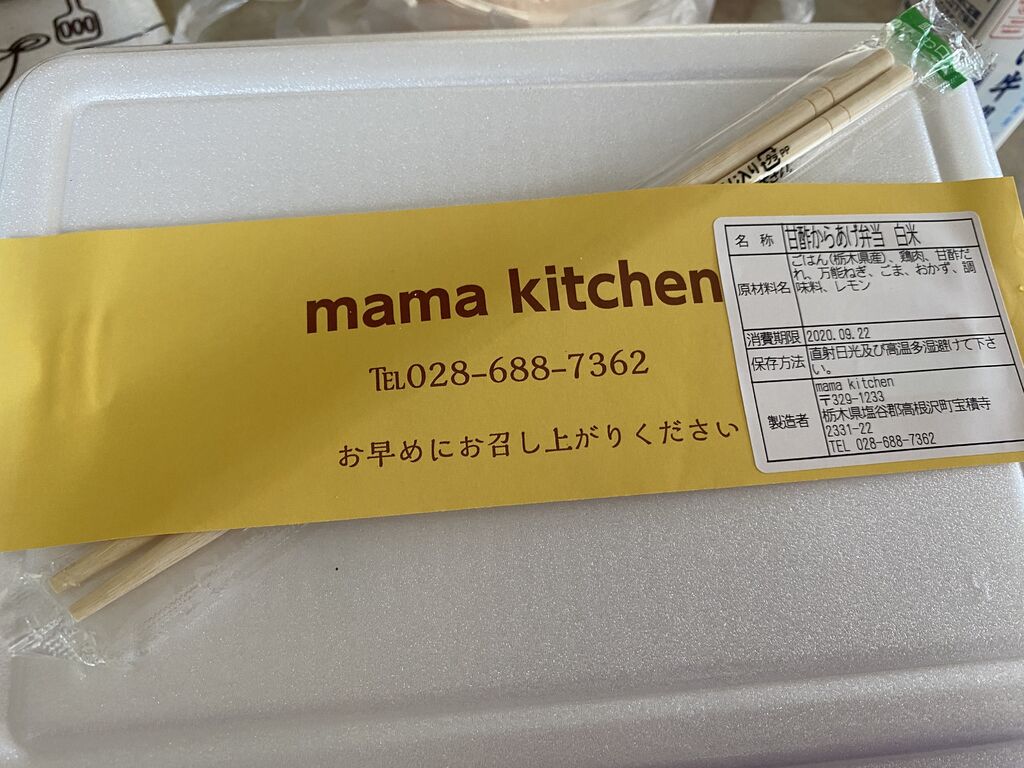 mama kitchen
℡028-688-7362
お早めにお召し上がりください
名 称 甘酢からあげ弁当 白米
原材料名 ごはん(栃木県産)、鶏肉、甘酢だ
れ、万能ねぎ、ごま、おかず、調
味料、レモン
消費期限 2020.09.22
保存方法 直射日光及び高温多湿避けて下さ
い。
製造者 mama kitchen
〒329-1233
栃木県塩谷郡高根沢町宝積寺
2331-22
TEL 028-688-7362
PP